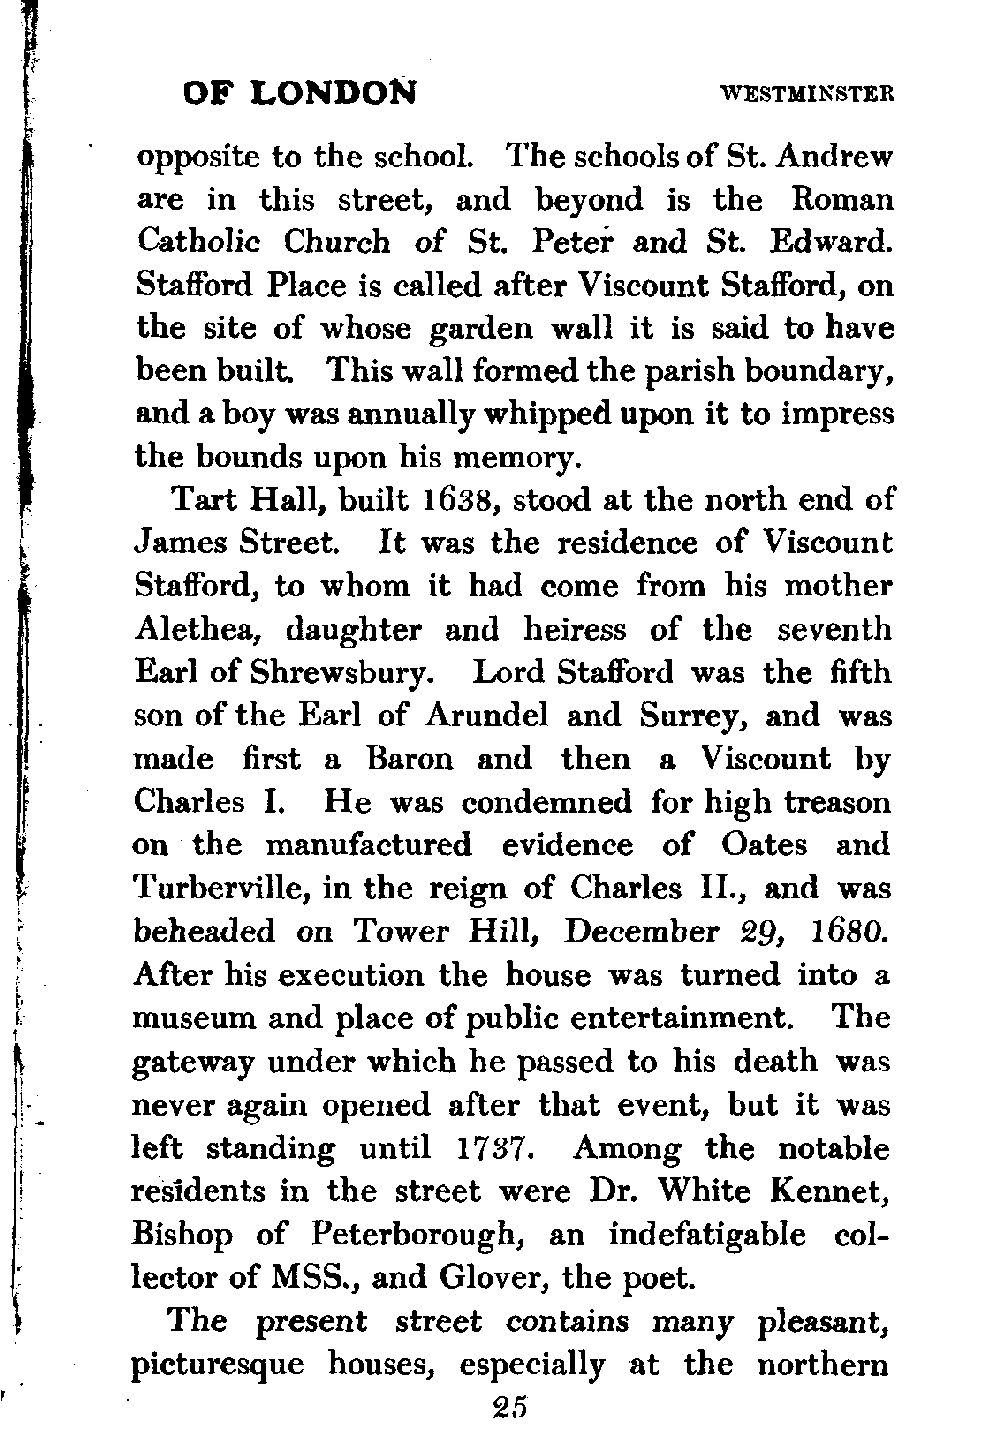 OF LONDON WESTMINSTER
opposite to the school. The schools of St. Andrew
are in this street, and beyond is the Roman
Catholic Church of St. Peter and St. Edward.
Stafford Place is called after Viscount Stafford, on
the site of whose garden wall it is said to have
been built. This wall formed the parish boundary,
and a boy was annually whipped upon it to impress
the bounds upon his memory.
Tart Hall, built 1638, stood at the north end of
James Street. It was the residence of Viscount
Stafford, to whom it had come from his mother
Alethea, daughter and heiress of the seventh
Earl of Shrewsbury. Lord Stafford was the fifth
son of the Earl of Arundel and Surrey, and was
made first a Baron and then a Viscount by
Charles I. He was condemned for high treason
on the manufactured evidence of Oates and
Turberville, in the reign of Charles II., and was
beheaded on Tower Hill, December 29, 1680.
After his execution the house was turned into a
museum and place of public entertainment. The
gateway under which he passed to his death was
never again opened after that event, but it was
left standing until 1737. Among the notable
residents in the street were Dr. White Kennet,
Bishop of Peterborough, an indefatigable col-
lector of MSS., and Glover, the poet.
The present street contains many pleasant,
picturesque houses, especially at the northern
25